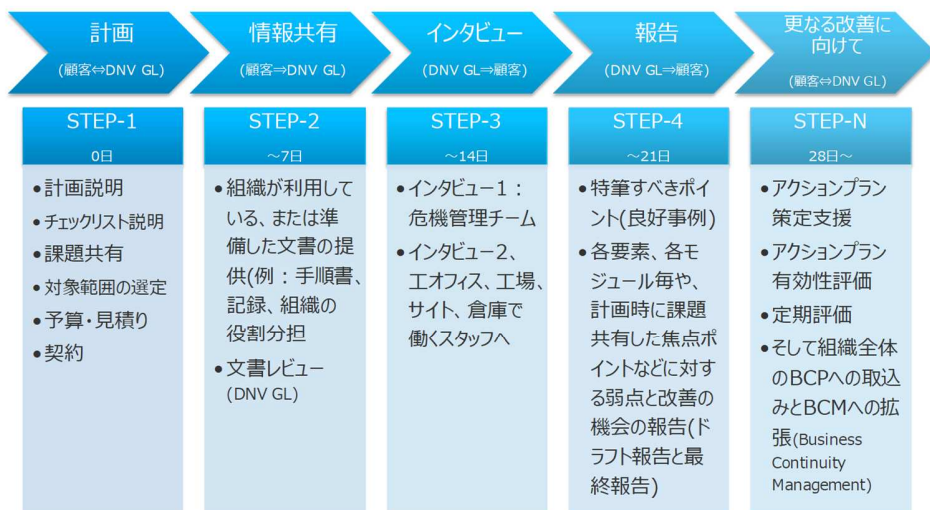 計画
(顧客⇔DNV GL)
情報共有
(顧客⇒DNV GL)
インタビュー
(DNV GL⇒顧客)
報告
(DNV GL⇒顧客)
更なる改善に
向けて
(顧客⇔DNV GL)
STEP-1
0日
•計画説明
•チェックリスト説明
•課題共有
•対象範囲の選定
•予算・見積り
•契約
STEP-2
～7日
•組織が利用して
いる、または準
備した文書の提
供(例：手順書、
記録、組織の
役割分担
•文書レビュー
(DNV GL)
STEP-3
～14日
•インタビュー1：
危機管理チーム
•インタビュー2、
エオフィス、工場、
サイト、倉庫で
働くスタッフへ
STEP-4
～21日
•特筆すべきポイ
ント(良好事例)
•各要素、各モ
ジュール毎や、
計画時に課題
共有した焦点ポ
イントなどに対す
る弱点と改善の
機会の報告(ド
ラフト報告と最
終報告)
STEP-N
28日～
•アクションプラン
策定支援
•アクションプラン
有効性評価
•定期評価
•そして組織全体
のBCPへの取込
みとBCMへの拡
張(Business
Continuity
Management)